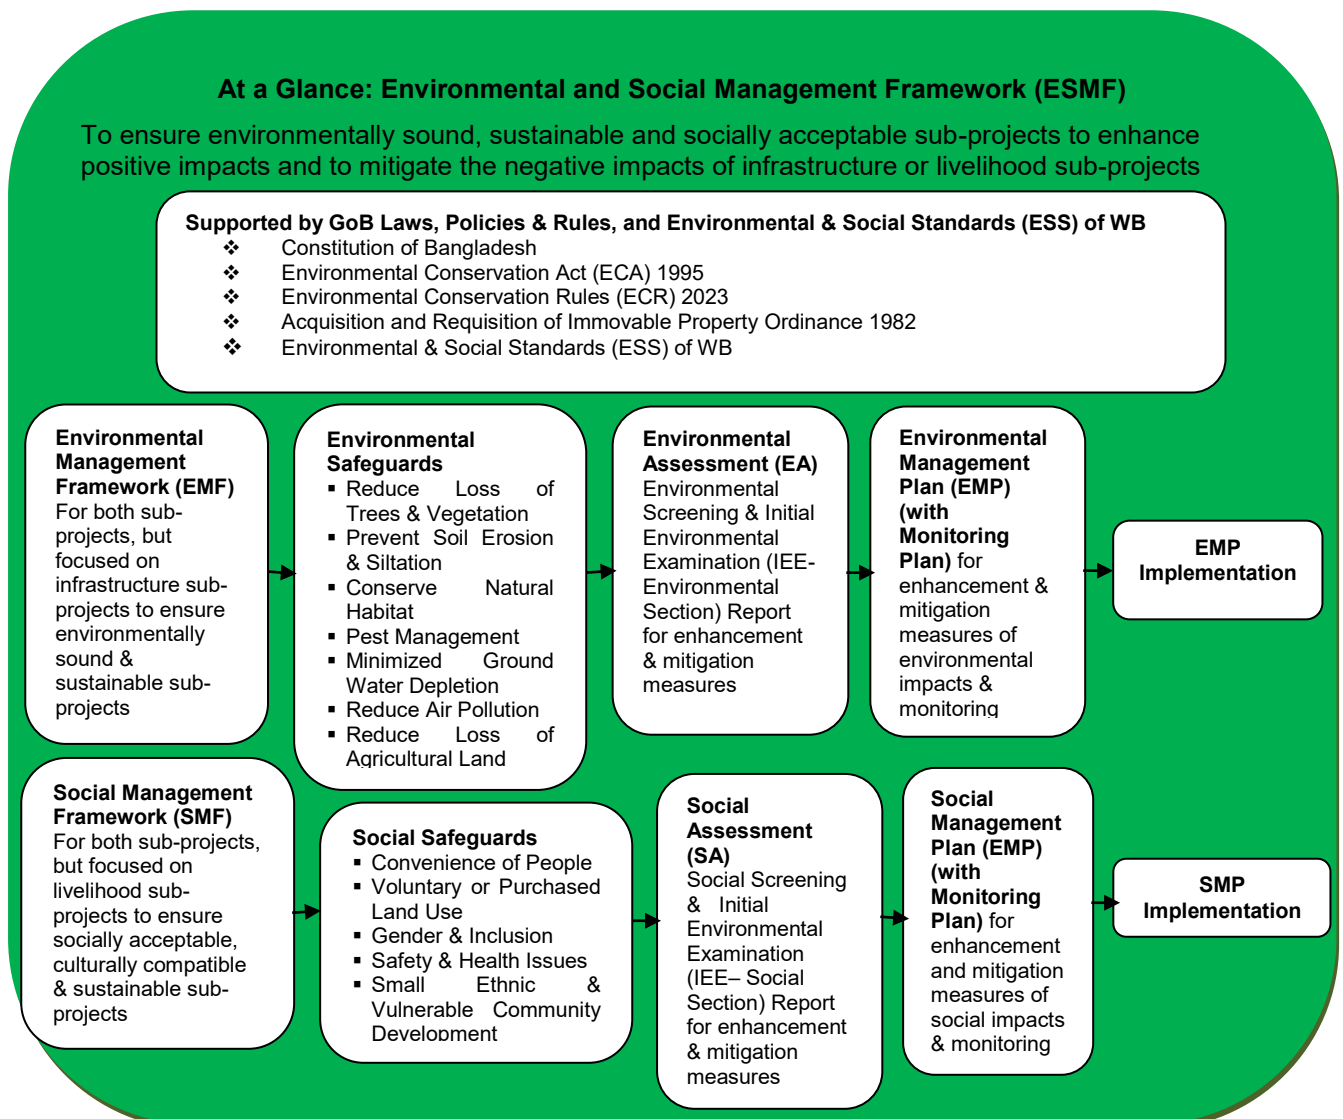 At a Glance: Environmental and Social Management Framework (ESMF)
To ensure environmentally sound, sustainable and socially acceptable sub-projects to enhance
positive impacts and to mitigate the negative impacts of infrastructure or livelihood sub-projects
Supported by GoB Laws, Policies & Rules, and Environmental & Social Standards (ESS) of WB
❖ Constitution of Bangladesh
❖ Environmental Conservation Act (ECA) 1995
❖ Environmental Conservation Rules (ECR) 2023
❖ Acquisition and Requisition of Immovable Property Ordinance 1982
❖ Environmental & Social Standards (ESS) of WB
Environmental
Management
Framework (EMF)
For both sub-
projects, but
focused on
infrastructure sub-
projects to ensure
environmentally
sound &
sustainable sub-
projects
Environmental
Safeguards
▪ Reduce Loss of
Trees & Vegetation
▪ Prevent Soil Erosion
& Siltation
▪ Conserve Natural
Habitat
▪ Pest Management
▪ Minimized Ground
Water Depletion
▪ Reduce Air Pollution
▪ Reduce Loss of
Agricultural Land
Environmental
Assessment (EA)
Environmental
Screening & Initial
Environmental
Examination (IEE-
Environmental
Section) Report
for enhancement
& mitigation
measures
Environmental
Management
Plan (EMP)
(with
Monitoring
Plan) for
enhancement &
mitigation
measures of
environmental
impacts &
monitoring
EMP
Implementation
Social Management
Framework (SMF)
For both sub-projects,
but focused on
livelihood sub-
projects to ensure
socially acceptable,
culturally compatible
& sustainable sub-
projects
Social Safeguards
▪ Convenience of People
▪ Voluntary or Purchased
Land Use
▪ Gender & Inclusion
▪ Safety & Health Issues
▪ Small Ethnic &
Vulnerable Community
Development
Social
Assessment
(SA)
Social Screening
& Initial
Environmental
Examination
(IEE– Social
Section) Report
for enhancement
& mitigation
measures
Social
Management
Plan (EMP)
(with
Monitoring
Plan) for
enhancement
and mitigation
measures of
social impacts
& monitoring
SMP
Implementation